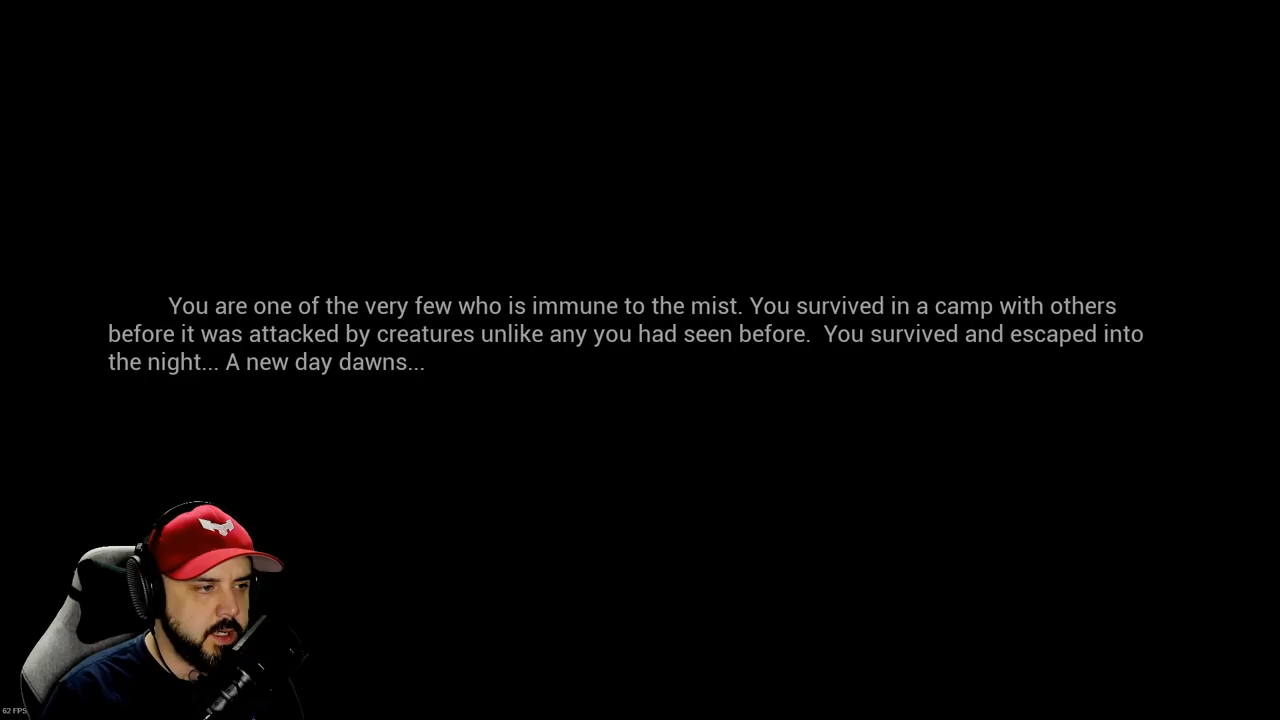 You are one of the very few who is immune to the mist. You survived in a camp with others
before it was attacked by creatures unlike any you had seen before.  You survived and escaped into
the night... A new day dawns...
62 FPS